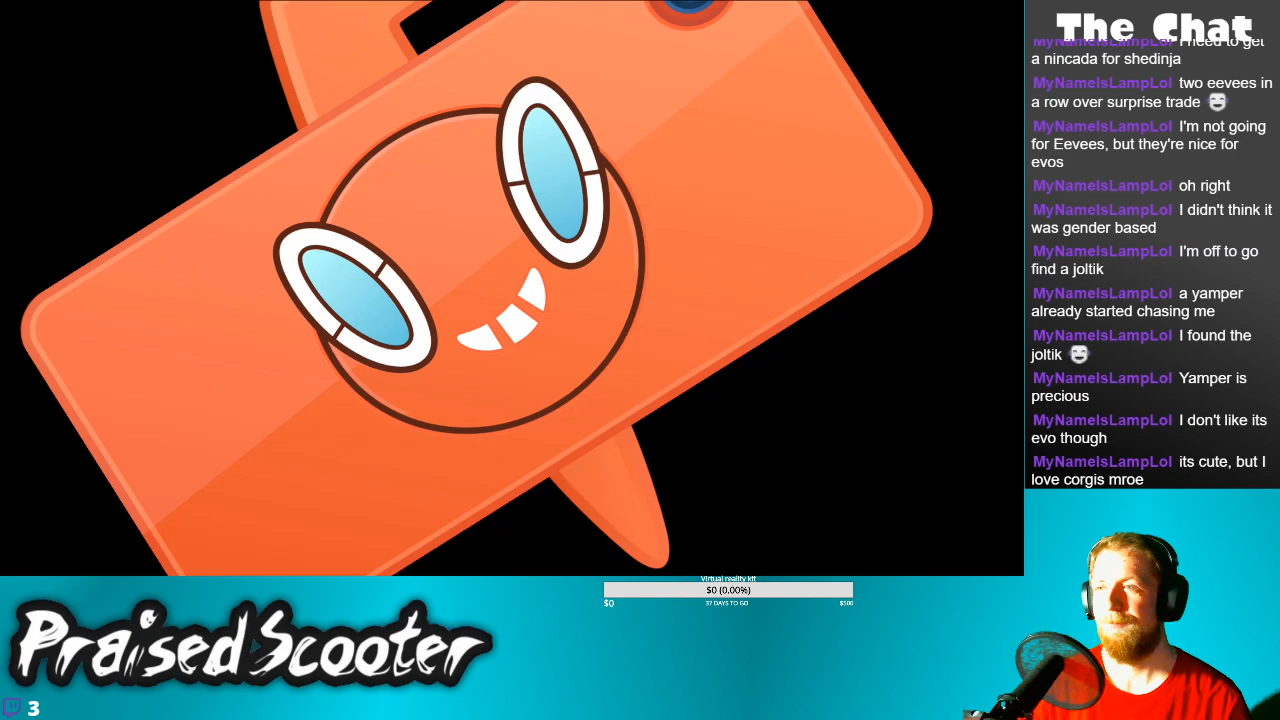 The Chat
MyNameIsLampLol I need to get
a nincada for shedinja
MyNameIsLampLol two eevees in
a row over surprise trade
MyNameIsLampLol I'm not going
for Eevees, but they're nice for
evos
MyNameIsLampLol oh right
MyNameIsLampLol I didn't think it
was gender based
MyNameIsLampLol I'm off to go
find a joltik
MyNameIsLampLol a yamper
already started chasing me
MyNameIsLampLol I found the
joltik
MyNameIsLampLol Yamper is
precious
MyNameIsLampLol I don't like its
evo though
MyNameIsLampLol its cute, but I
love corgis mroe
Virtual reality kit
$0 (0.00%)
$0 37 DAYS TO GO $500
Praised Scooter
3